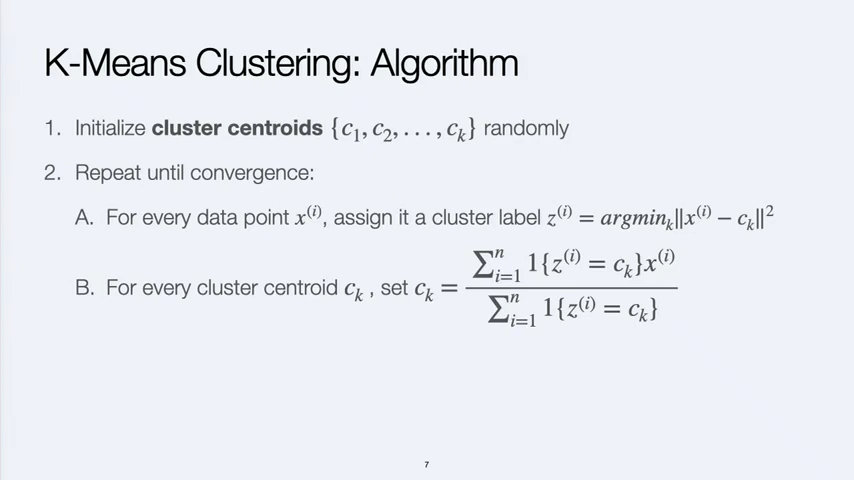 K-Means Clustering: Algorithm
1. Initialize cluster centroids {c₁, c₂, . . . , cₖ} randomly
2. Repeat until convergence:
A. For every data point x⁽ⁱ⁾, assign it a cluster label z⁽ⁱ⁾ = argminₖ||x⁽ⁱ⁾ − cₖ||²
B. For every cluster centroid cₖ , set cₖ = ∑ⁿᵢ₌₁ 1{z⁽ⁱ⁾ = cₖ}x⁽ⁱ⁾ / ∑ⁿᵢ₌₁ 1{z⁽ⁱ⁾ = cₖ}
7